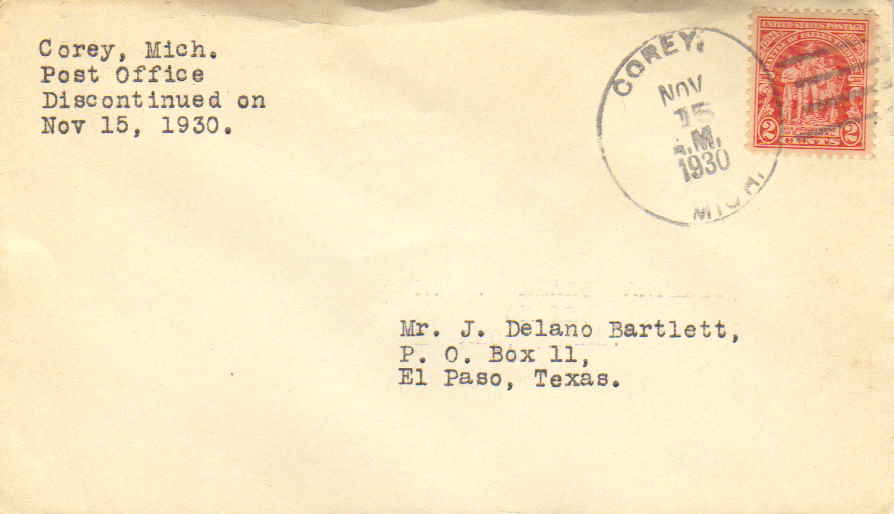 Corey, Mich.
Post Office
Discontinued on
Nov 15, 1930.
COREY.
NOV
15
A.M.
1930
MICH.
UNITED STATES POSTAGE
2 CENTS 2
Mr. J. Delano Bartlett,
P. O. Box 11,
El Paso, Texas.